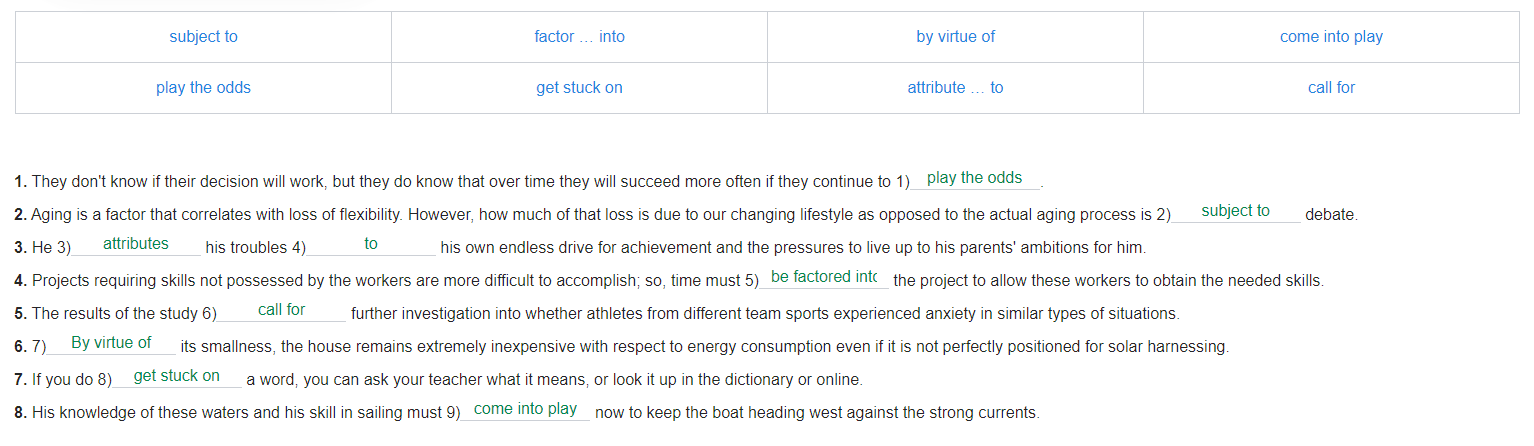 subject to factor ... into by virtue of come into play
play the odds get stuck on attribute ... to call for
1. They don't know if their decision will work, but they do know that over time they will succeed more often if they continue to 1) play the odds .
2. Aging is a factor that correlates with loss of flexibility. However, how much of that loss is due to our changing lifestyle as opposed to the actual aging process is 2) subject to debate.
3. He 3) attributes his troubles 4) to his own endless drive for achievement and the pressures to live up to his parents' ambitions for him.
4. Projects requiring skills not possessed by the workers are more difficult to accomplish; so, time must 5) be factored into the project to allow these workers to obtain the needed skills.
5. The results of the study 6) call for further investigation into whether athletes from different team sports experienced anxiety in similar types of situations.
6. 7) By virtue of its smallness, the house remains extremely inexpensive with respect to energy consumption even if it is not perfectly positioned for solar harnessing.
7. If you do 8) get stuck on a word, you can ask your teacher what it means, or look it up in the dictionary or online.
8. His knowledge of these waters and his skill in sailing must 9) come into play now to keep the boat heading west against the strong currents.